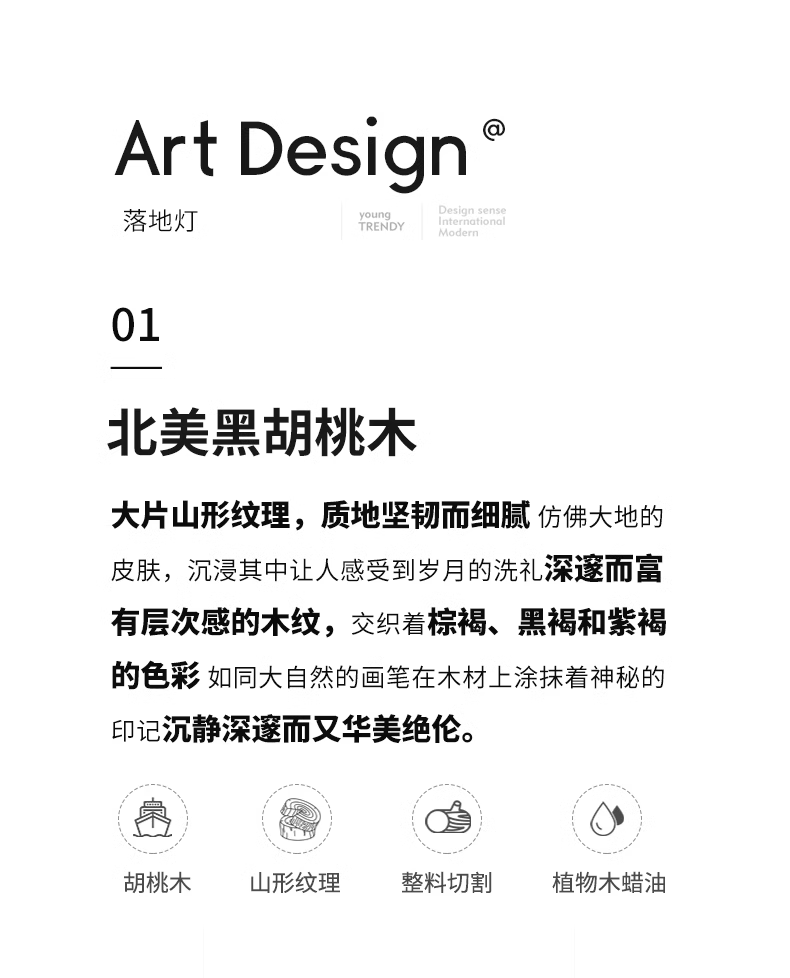 Art Design @
落地灯
young
TRENDY
Design sense
International
Modern
01
北美黑胡桃木
大片山形纹理，质地坚韧而细腻 仿佛大地的
皮肤，沉浸其中让人感受到岁月的洗礼深邃而富
有层次感的木纹，交织着棕褐、黑褐和紫褐
的色彩 如同大自然的画笔在木材上涂抹着神秘的
印记沉静深邃而又华美绝伦。
胡桃木
山形纹理
整料切割
植物木蜡油